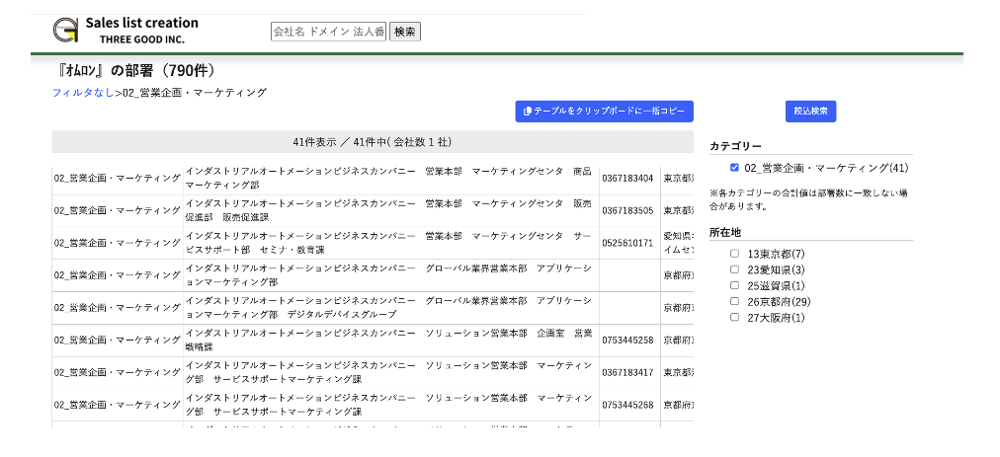 Sales list creation
THREE GOOD INC.
会社名 ドメイン 法人番 検索
『ｵﾑﾛﾝ』の部署（790件）
フィルタなし>02_営業企画・マーケティング
テーブルをクリップボードに一括コピー
絞込検索
41件表示 ／ 41件中( 会社数 1 社)
02_営業企画・マーケティング インダストリアルオートメーションビジネスカンパニー　営業本部　マーケティングセンタ　商品
マーケティング部 0367183404 東京都
02_営業企画・マーケティング インダストリアルオートメーションビジネスカンパニー　営業本部　マーケティングセンタ　販売
促進部　販売促進課 0367183505 東京都
02_営業企画・マーケティング インダストリアルオートメーションビジネスカンパニー　営業本部　マーケティングセンタ　サー
ビスサポート部　セミナ・教育課 0525610171 愛知県
イムセ
02_営業企画・マーケティング インダストリアルオートメーションビジネスカンパニー　グローバル業界営業本部　アプリケーシ
ョンマーケティング部 京都府
02_営業企画・マーケティング インダストリアルオートメーションビジネスカンパニー　グローバル業界営業本部　アプリケーシ
ョンマーケティング部　デジタルデバイスグループ 京都府
02_営業企画・マーケティング インダストリアルオートメーションビジネスカンパニー　ソリューション営業本部　企画室　営業
戦略課 0753445258 京都府
02_営業企画・マーケティング インダストリアルオートメーションビジネスカンパニー　ソリューション営業本部　マーケティン
グ部　サービスサポートマーケティング課 0367183417 東京都
02_営業企画・マーケティング インダストリアルオートメーションビジネスカンパニー　ソリューション営業本部　マーケティン
グ部　サービスサポートマーケティング課 0753445268 京都府
カテゴリー
02_営業企画・マーケティング(41)
※各カテゴリーの合計値は部署数に一致しない場
合があります。
所在地
13東京都(7)
23愛知県(3)
25滋賀県(1)
26京都府(29)
27大阪府(1)